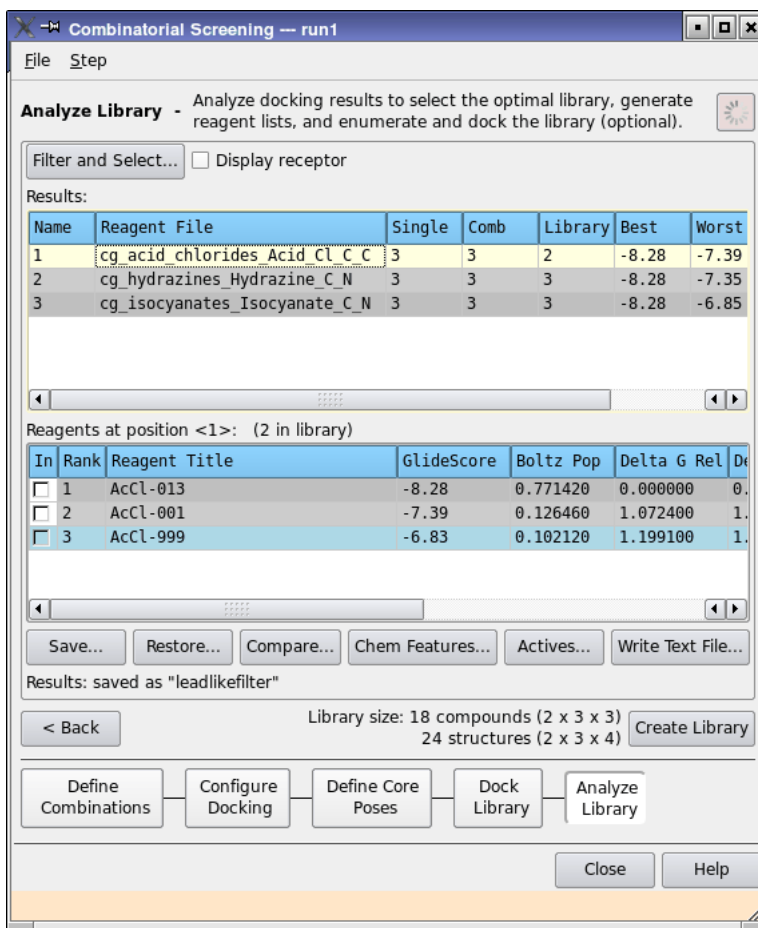 Combinatorial Screening --- run1
File Step
Analyze Library - Analyze docking results to select the optimal library, generate
reagent lists, and enumerate and dock the library (optional).
Filter and Select... Display receptor
Results:
Name Reagent File Single Comb Library Best Worst
1 cg_acid_chlorides_Acid_Cl_C_C 3 3 2 -8.28 -7.39
2 cg_hydrazines_Hydrazine_C_N 3 3 3 -8.28 -7.35
3 cg_isocyanates_Isocyanate_C_N 3 3 3 -8.28 -6.85
Reagents at position <1>: (2 in library)
In Rank Reagent Title GlideScore Boltz Pop Delta G Rel De
1 AcCl-013 -8.28 0.771420 0.000000 0.
2 AcCl-001 -7.39 0.126460 1.072400 1.
3 AcCl-999 -6.83 0.102120 1.199100 1.
Save... Restore... Compare... Chem Features... Actives... Write Text File...
Results: saved as "leadlikefilter"
< Back Library size: 18 compounds (2 x 3 x 3) Create Library
24 structures (2 x 3 x 4)
Define Combinations Configure Docking Define Core Poses Dock Library Analyze Library
Close Help